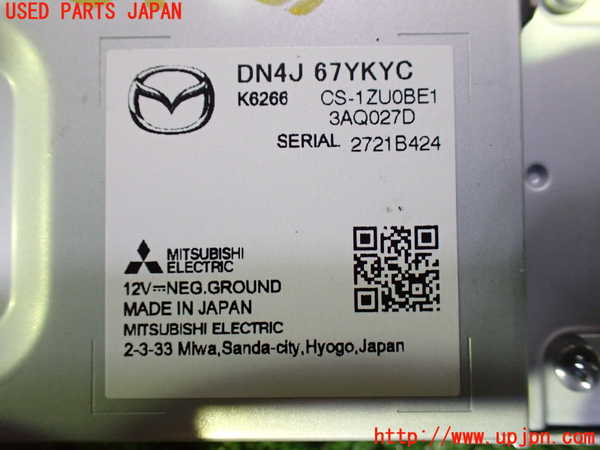 USED PARTS JAPAN
DN4J 67YKYC
K6266 CS-1ZU0BE1
3AQ027D
SERIAL 2721B424
MITSUBISHI
ELECTRIC
12V⎓NEG.GROUND
MADE IN JAPAN
MITSUBISHI ELECTRIC
2-3-33 Miwa,Sanda-city,Hyogo,Japan
http://www.upjpn.com